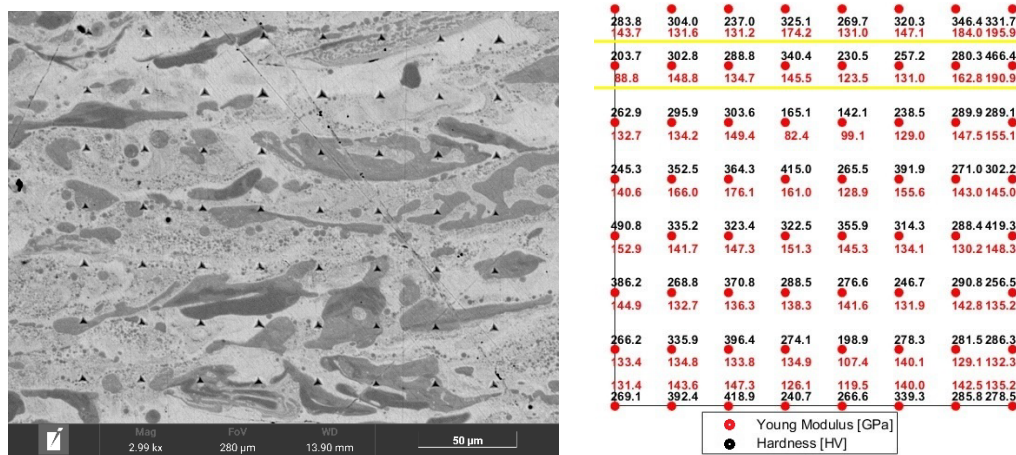 283.8 304.0 237.0 325.1 269.7 320.3 346.4 331.7
143.7 131.6 131.2 174.2 131.0 147.1 184.0 195.9
203.7 302.8 288.8 340.4 230.5 257.2 280.3 466.4
88.8 148.8 134.7 145.5 123.5 131.0 162.8 190.9
262.9 295.9 303.6 165.1 142.1 238.5 289.9 289.1
132.7 134.2 149.4 82.4 99.1 129.0 147.5 155.1
245.3 352.5 364.3 415.0 265.5 391.9 271.0 302.2
140.6 166.0 176.1 161.0 128.9 155.6 143.0 145.0
490.8 335.2 323.4 322.5 355.9 314.3 288.4 419.3
152.9 141.7 147.3 151.3 145.3 134.1 130.2 148.3
386.2 268.8 370.8 288.5 276.6 246.7 290.8 256.5
144.9 132.7 136.3 138.3 141.6 131.9 142.8 135.2
266.2 335.9 396.4 274.1 198.9 278.3 281.5 286.3
133.4 134.8 133.8 134.9 107.4 140.1 129.1 132.3
131.4 143.6 147.3 126.1 119.5 140.0 142.5 135.2
269.1 392.4 418.9 240.7 266.6 339.3 285.8 278.5
Young Modulus [GPa]
Hardness [HV]
Mag FoV WD
2.99 kx 280 µm 13.90 mm 50 µm